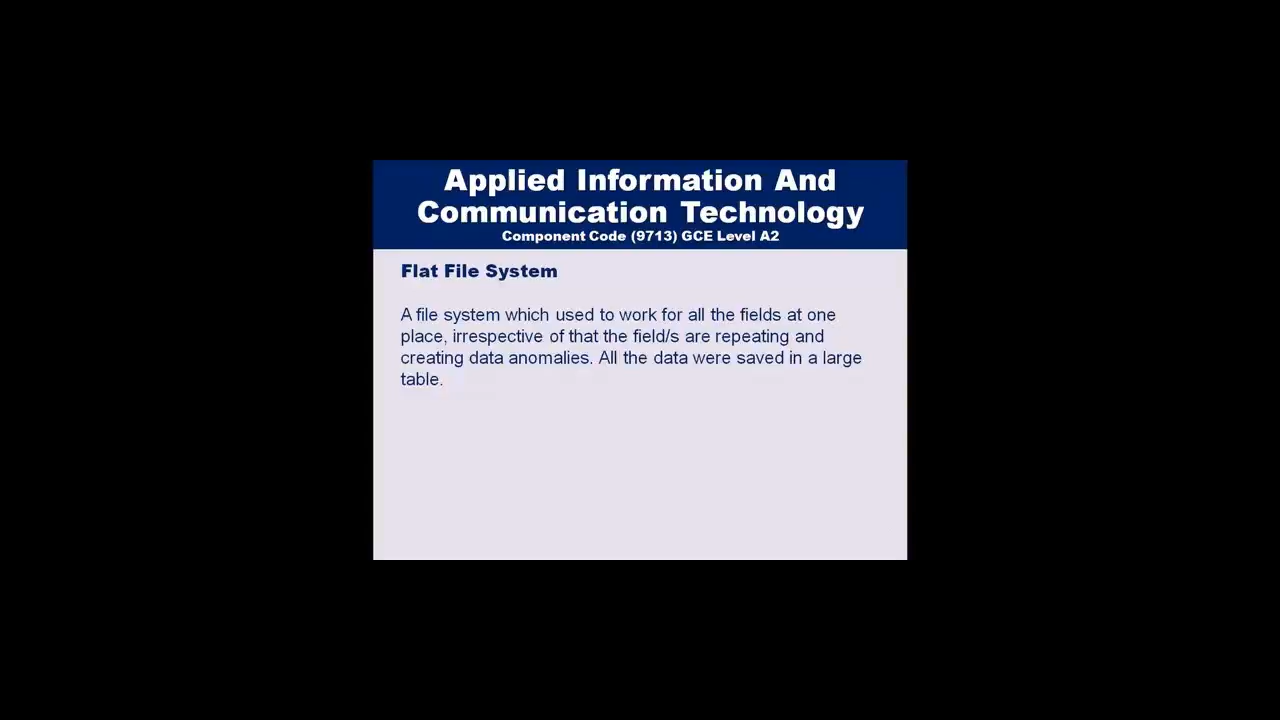 Applied Information And
Communication Technology
Component Code (9713) GCE Level A2
Flat File System
A file system which used to work for all the fields at one
place, irrespective of that the field/s are repeating and
creating data anomalies. All the data were saved in a large
table.